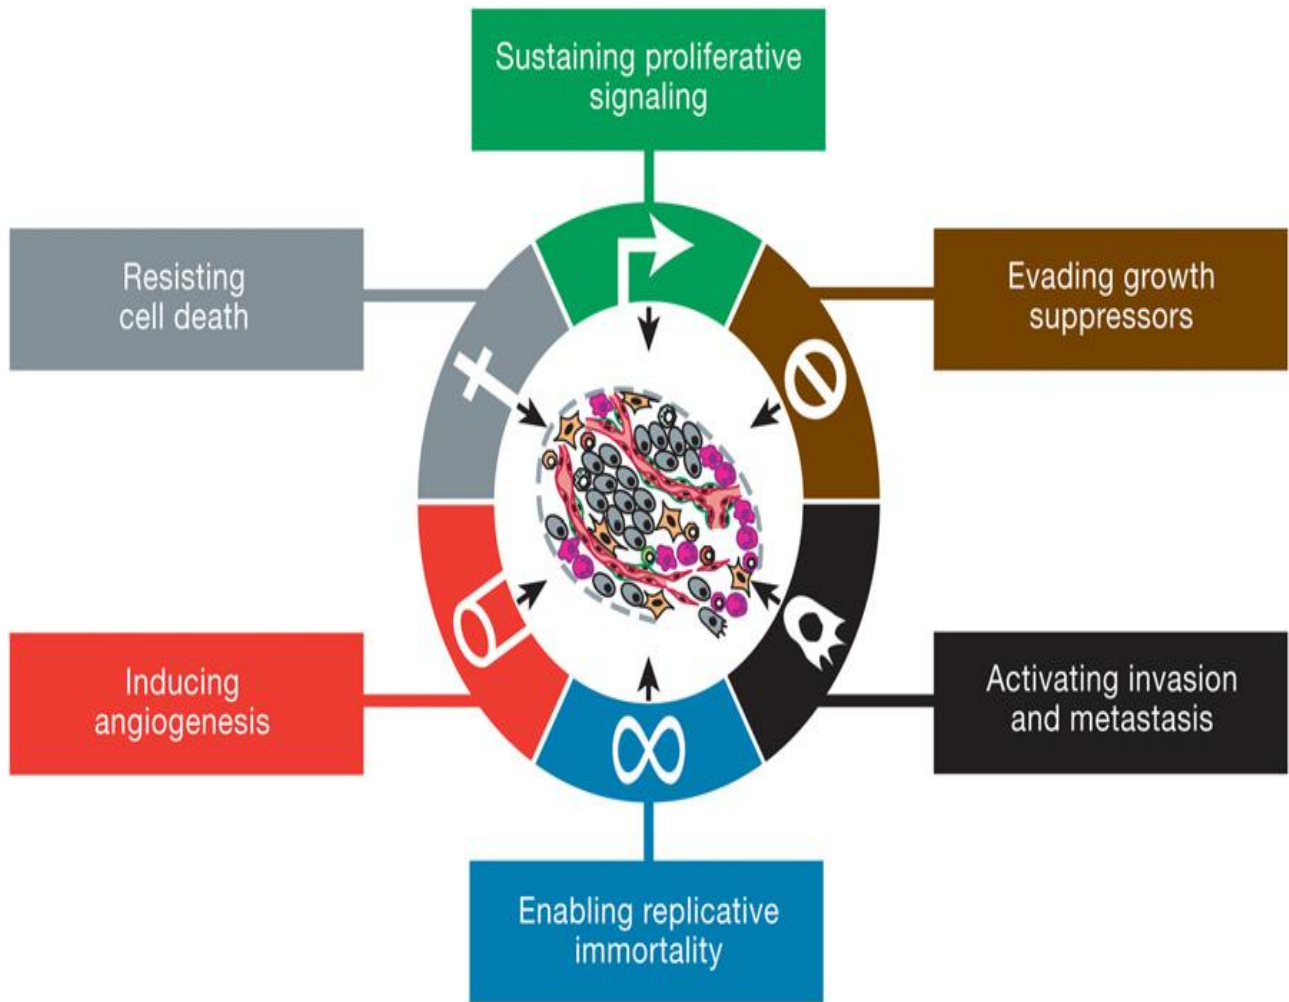 Sustaining proliferative
signaling
Resisting
cell death
Evading growth
suppressors
Inducing
angiogenesis
Activating invasion
and metastasis
Enabling replicative
immortality